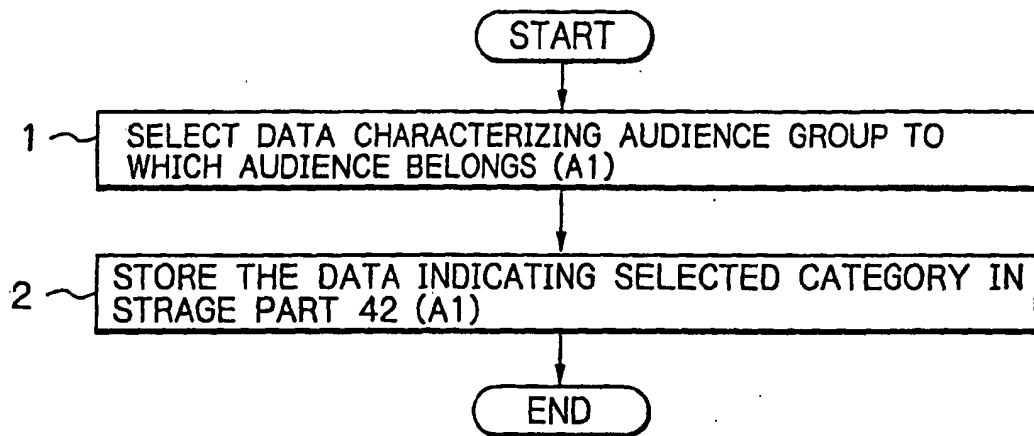 START
1 SELECT DATA CHARACTERIZING AUDIENCE GROUP TO
WHICH AUDIENCE BELONGS (A1)
2 STORE THE DATA INDICATING SELECTED CATEGORY IN
STRAGE PART 42 (A1)
END